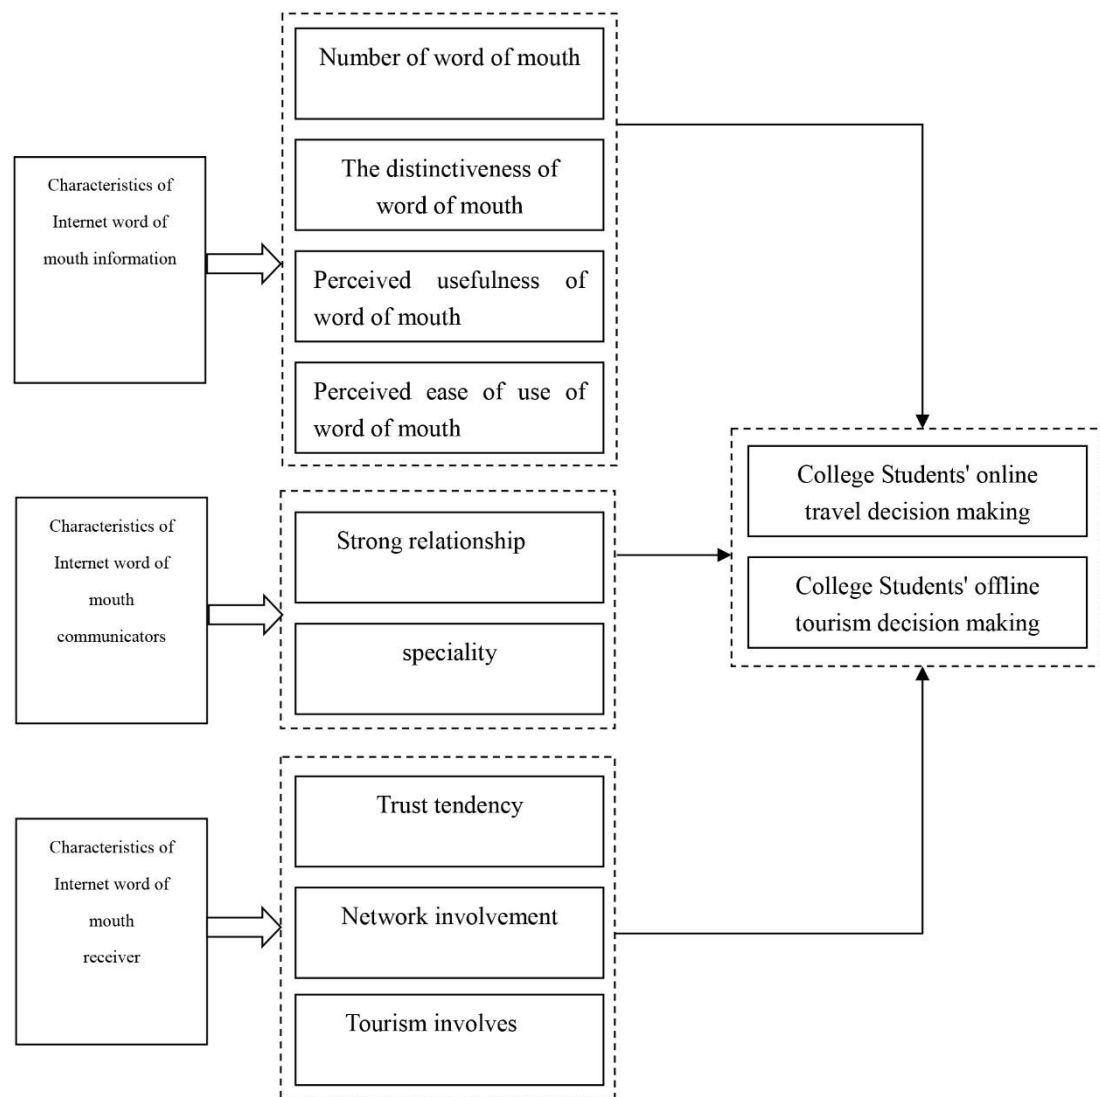 Characteristics of
Internet word of
mouth information
Number of word of mouth
The distinctiveness of
word of mouth
Perceived usefulness of
word of mouth
Perceived ease of use of
word of mouth
Characteristics of
Internet word of
mouth
communicators
Strong relationship
speciality
Characteristics of
Internet word of
mouth
receiver
Trust tendency
Network involvement
Tourism involves
College Students' online
travel decision making
College Students' offline
tourism decision making